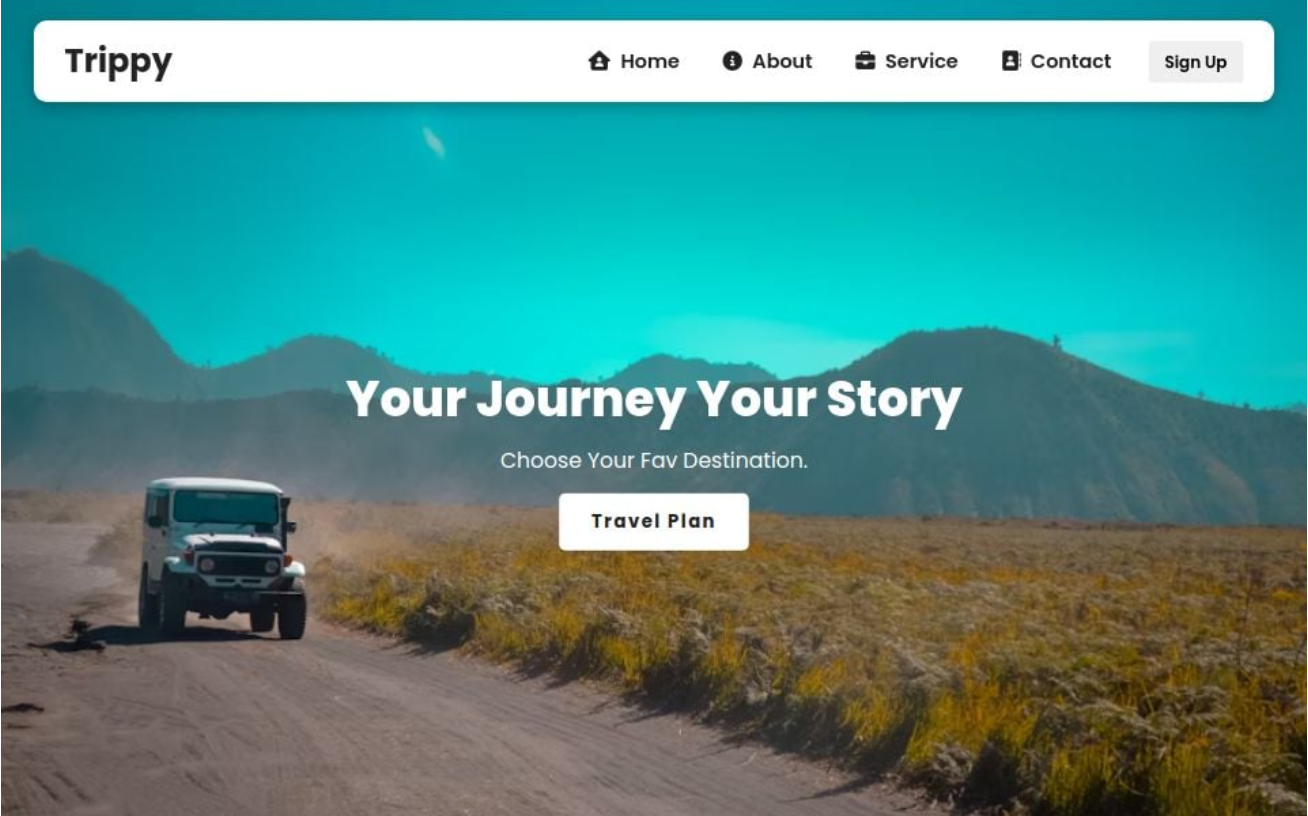 Trippy
Home About Service Contact Sign Up
Your Journey Your Story
Choose Your Fav Destination.
Travel Plan